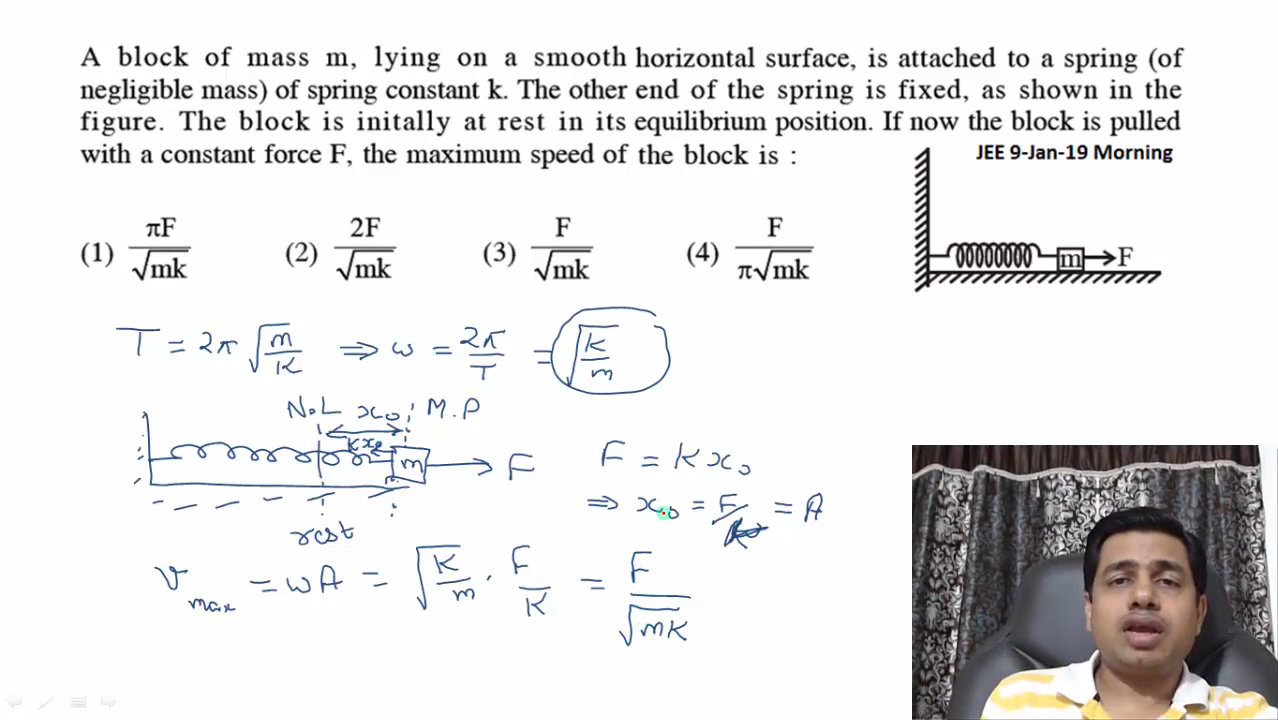 A block of mass m, lying on a smooth horizontal surface, is attached to a spring (of
negligible mass) of spring constant k. The other end of the spring is fixed, as shown in the
figure. The block is initally at rest in its equilibrium position. If now the block is pulled
with a constant force F, the maximum speed of the block is :
JEE 9-Jan-19 Morning
(1) πF/√mk (2) 2F/√mk (3) F/√mk (4) F/π√mk
m F
T = 2π √(m/K) ⇒ ω = 2π/T = √(K/m)
N.L x₀ M.P
Kx₀
m F
F = Kx₀
⇒ x₀ = F/K = A
rest
v_max = ωA = √(K/m) · F/K = F/√mK